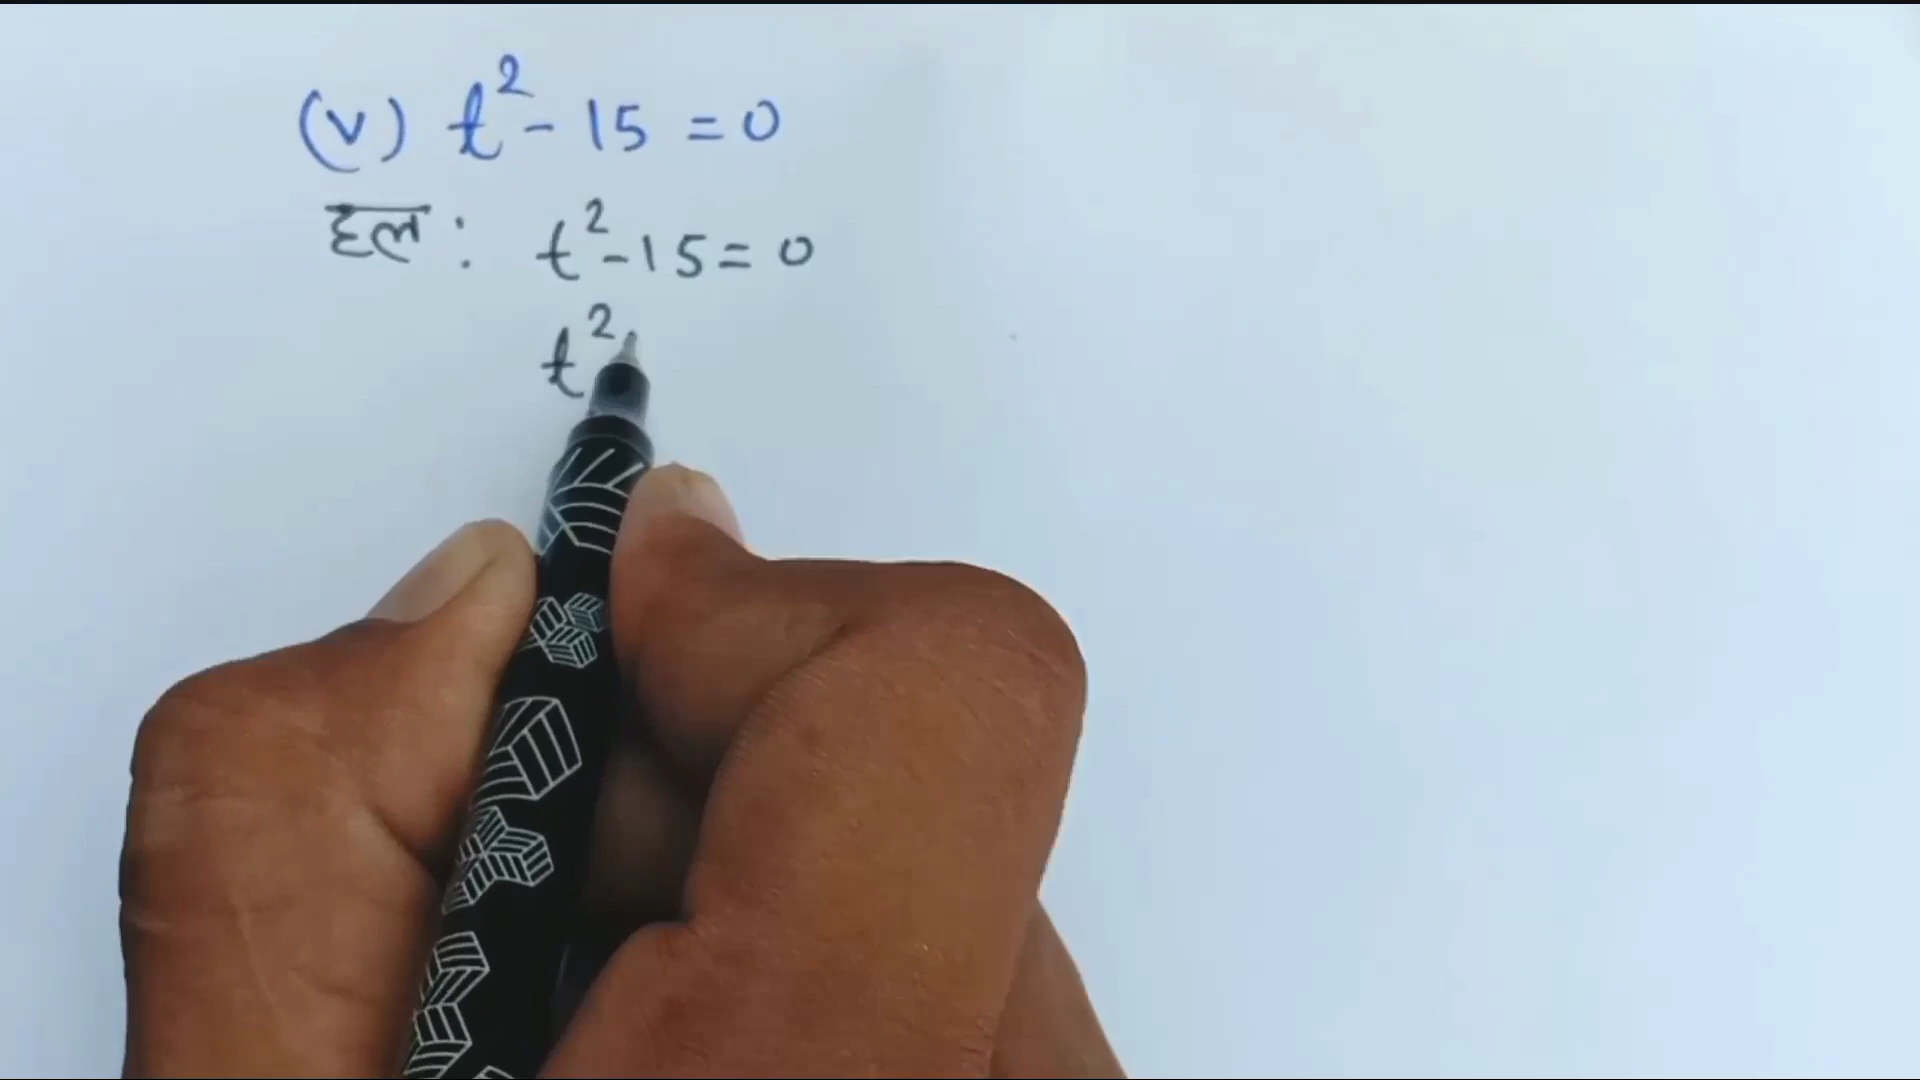 (v) t² - 15 = 0
हल : t² - 15 = 0
t²